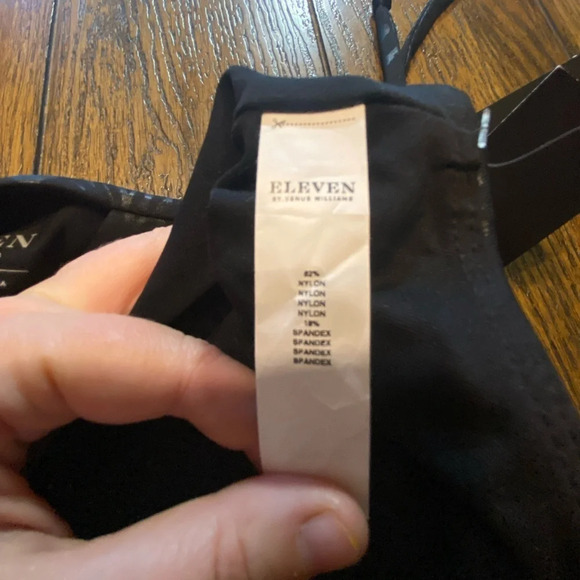 ELEVEN
BY VENUS WILLIAMS
82%
NYLON
NYLON
NYLON
NYLON
18%
SPANDEX
SPANDEX
SPANDEX
SPANDEX